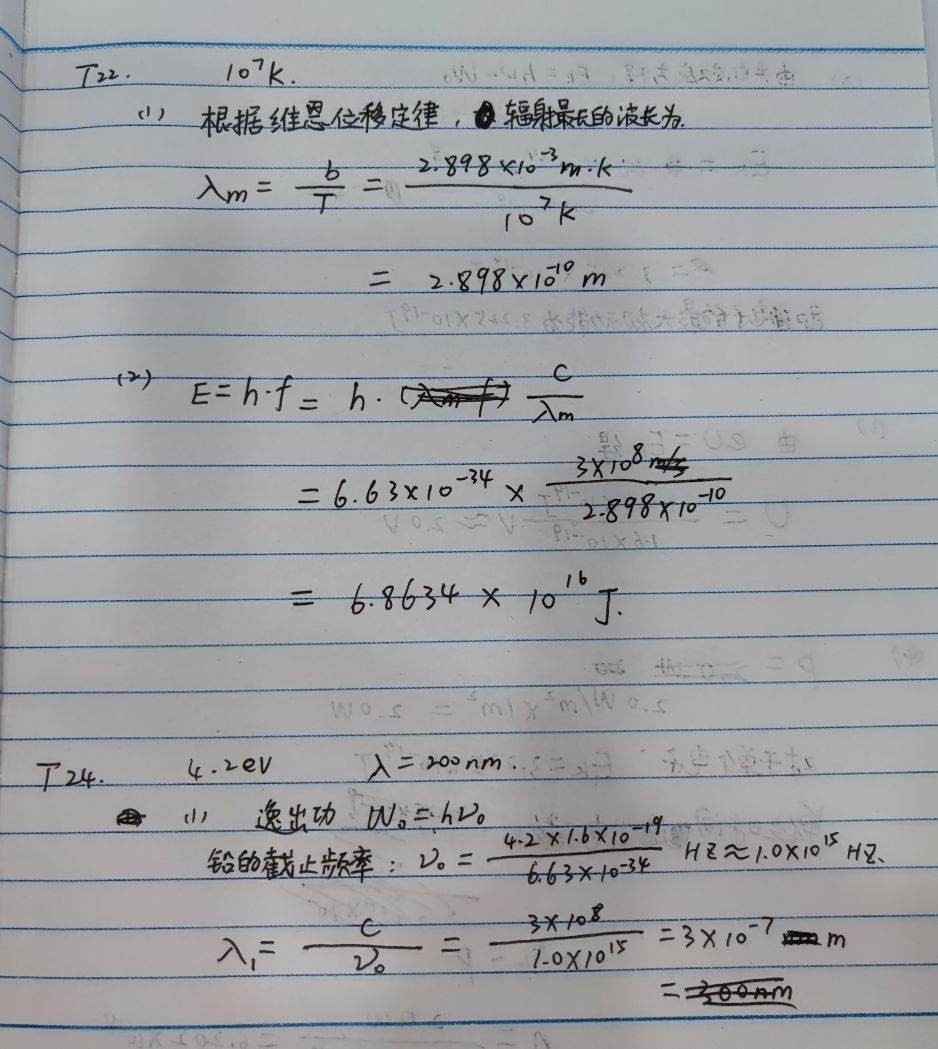 T22. 10⁷K.
(1) 根据维恩位移定律, 辐射最长的波长为.
λm = b/T = 2.898×10⁻³m·k / 10⁷K
= 2.898×10⁻¹⁰ m
(2) E = h·f = h· c/λm
= 6.63×10⁻³⁴ × 3×10⁸ / 2.898×10⁻¹⁰
= 6.8634 × 10¹⁶ J.
T24. 4.2eV λ=200nm.
(1) 逸出功 W₀=hν₀
铅的截止频率: ν₀ = 4.2×1.6×10⁻¹⁹ / 6.63×10⁻³⁴ HZ≈1.0×10¹⁵ HZ.
λ₁= c/ν₀ = 3×10⁸ / 1.0×10¹⁵ = 3×10⁻⁷ m
= 300nm